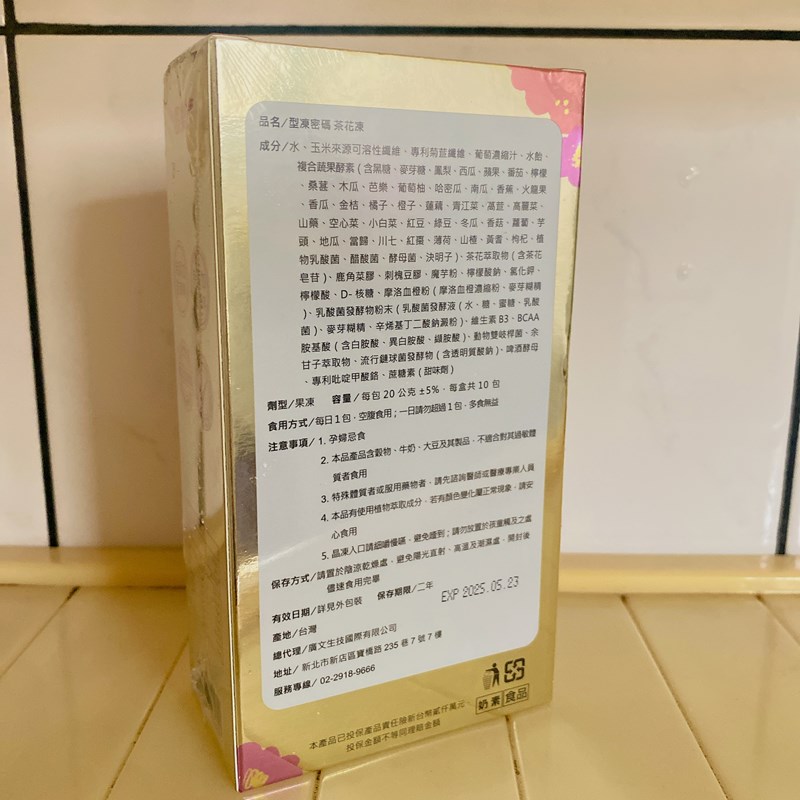 品名/型凍密碼 茶花凍
成分/水、玉米來源可溶性纖維、專利菊苣纖維、葡萄濃縮汁、水飴、
複合蔬果酵素(含黑糖、麥芽糖、鳳梨、西瓜、蘋果、番茄、檸檬
、桑葚、木瓜、芭樂、葡萄柚、哈密瓜、南瓜、香蕉、火龍果
、香瓜、金桔、橘子、橙子、蓮藕、青江菜、萵苣、高麗菜、
山藥、空心菜、小白菜、紅豆、綠豆、冬瓜、香菇、蘿蔔、芋
頭、地瓜、當歸、川七、紅棗、薄荷、山楂、黃耆、枸杞、植
物乳酸菌、醋酸菌、酵母菌、決明子)、茶花萃取物(含茶花
皂苷)、鹿角菜膠、刺槐豆膠、魔芋粉、檸檬酸鈉、氯化鉀、
檸檬酸、D-核糖、摩洛血橙粉(摩洛血橙濃縮粉、麥芽糊精
)、乳酸菌發酵物粉末(乳酸菌發酵液(水、糖、蜜糖、乳酸
菌)、麥芽糊精、辛烯基丁二酸鈉澱粉)、維生素B3、BCAA
胺基酸(含白胺酸、異白胺酸、纈胺酸)、動物雙岐桿菌、余
甘子萃取物、流行鏈球菌發酵物(含透明質酸鈉)、啤酒酵母
、專利吡啶甲酸鉻、蔗糖素(甜味劑)
劑型/果凍 容量/每包20公克±5%,每盒共10包
食用方式/每日1包,空腹食用;一日請勿超過1包,多食無益
注意事項/1. 孕婦忌食
2. 本品產品含穀物、牛奶、大豆及其製品,不適合對其過敏體
質者食用
3. 特殊體質者或服用藥物者,請先諮詢醫師或醫療專業人員
4. 本品有使用植物萃取成分,若有顏色變化屬正常現象,請安
心食用
5. 晶凍入口請細嚼慢嚥,避免噎到;請勿放置於孩童觸及之處
保存方式/請置於陰涼乾燥處,避免陽光直射、高溫及潮濕處,開封後
儘速食用完畢
有效日期/詳見外包裝 保存期限/二年
EXP 2025.05.23
產地/台灣
總代理/廣文生技國際有限公司
地址/新北市新店區寶橋路235巷7號7樓
服務專線/02-2918-9666
奶素 食品
本產品已投保產品責任險新台幣貳仟萬元,
投保金額不等同理賠金額